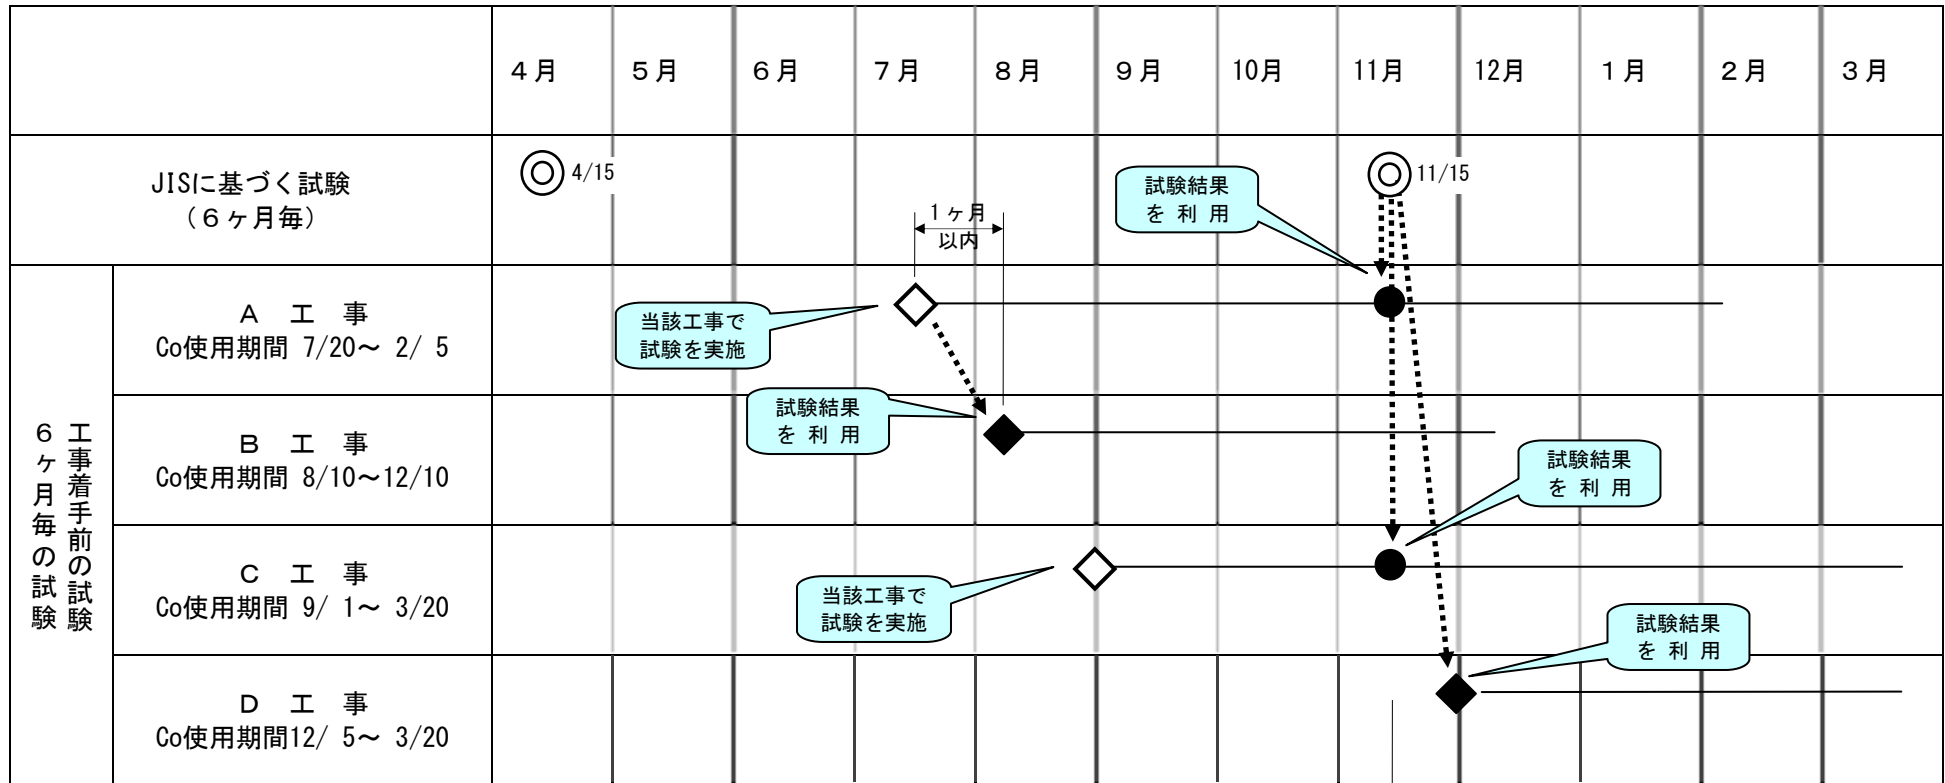 ４月 ５月 ６月 ７月 ８月 ９月 10月 11月 12月 １月 ２月 ３月
JISに基づく試験
（６ヶ月毎）
4/15
１ヶ月
以内
試験結果
を 利 用
11/15
工事着手前の試験
６ヶ月毎の試験
Ａ 工 事
Co使用期間 7/20～ 2/ 5
当該工事で
試験を実施
Ｂ 工 事
Co使用期間 8/10～12/10
試験結果
を 利 用
試験結果
を 利 用
Ｃ 工 事
Co使用期間 9/ 1～ 3/20
当該工事で
試験を実施
Ｄ 工 事
Co使用期間12/ 5～ 3/20
試験結果
を 利 用